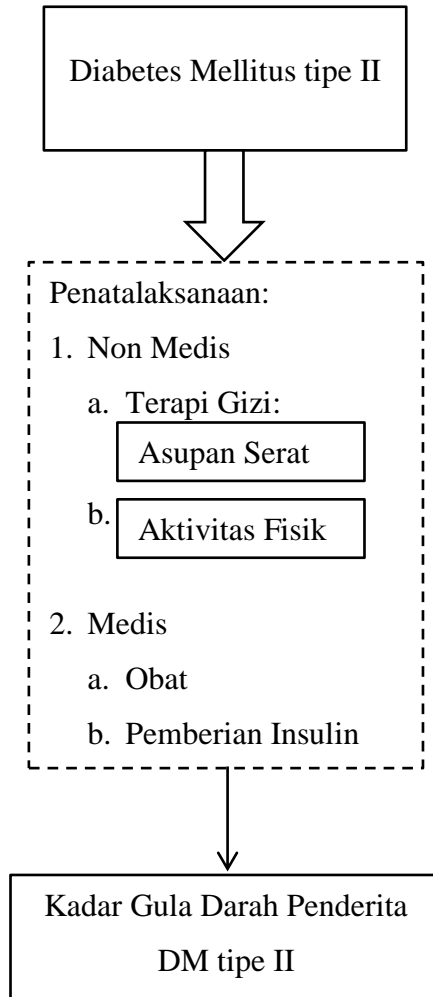 Diabetes Mellitus tipe II
Penatalaksanaan:
1. Non Medis
a. Terapi Gizi:
Asupan Serat
b. Aktivitas Fisik
2. Medis
a. Obat
b. Pemberian Insulin
Kadar Gula Darah Penderita
DM tipe II